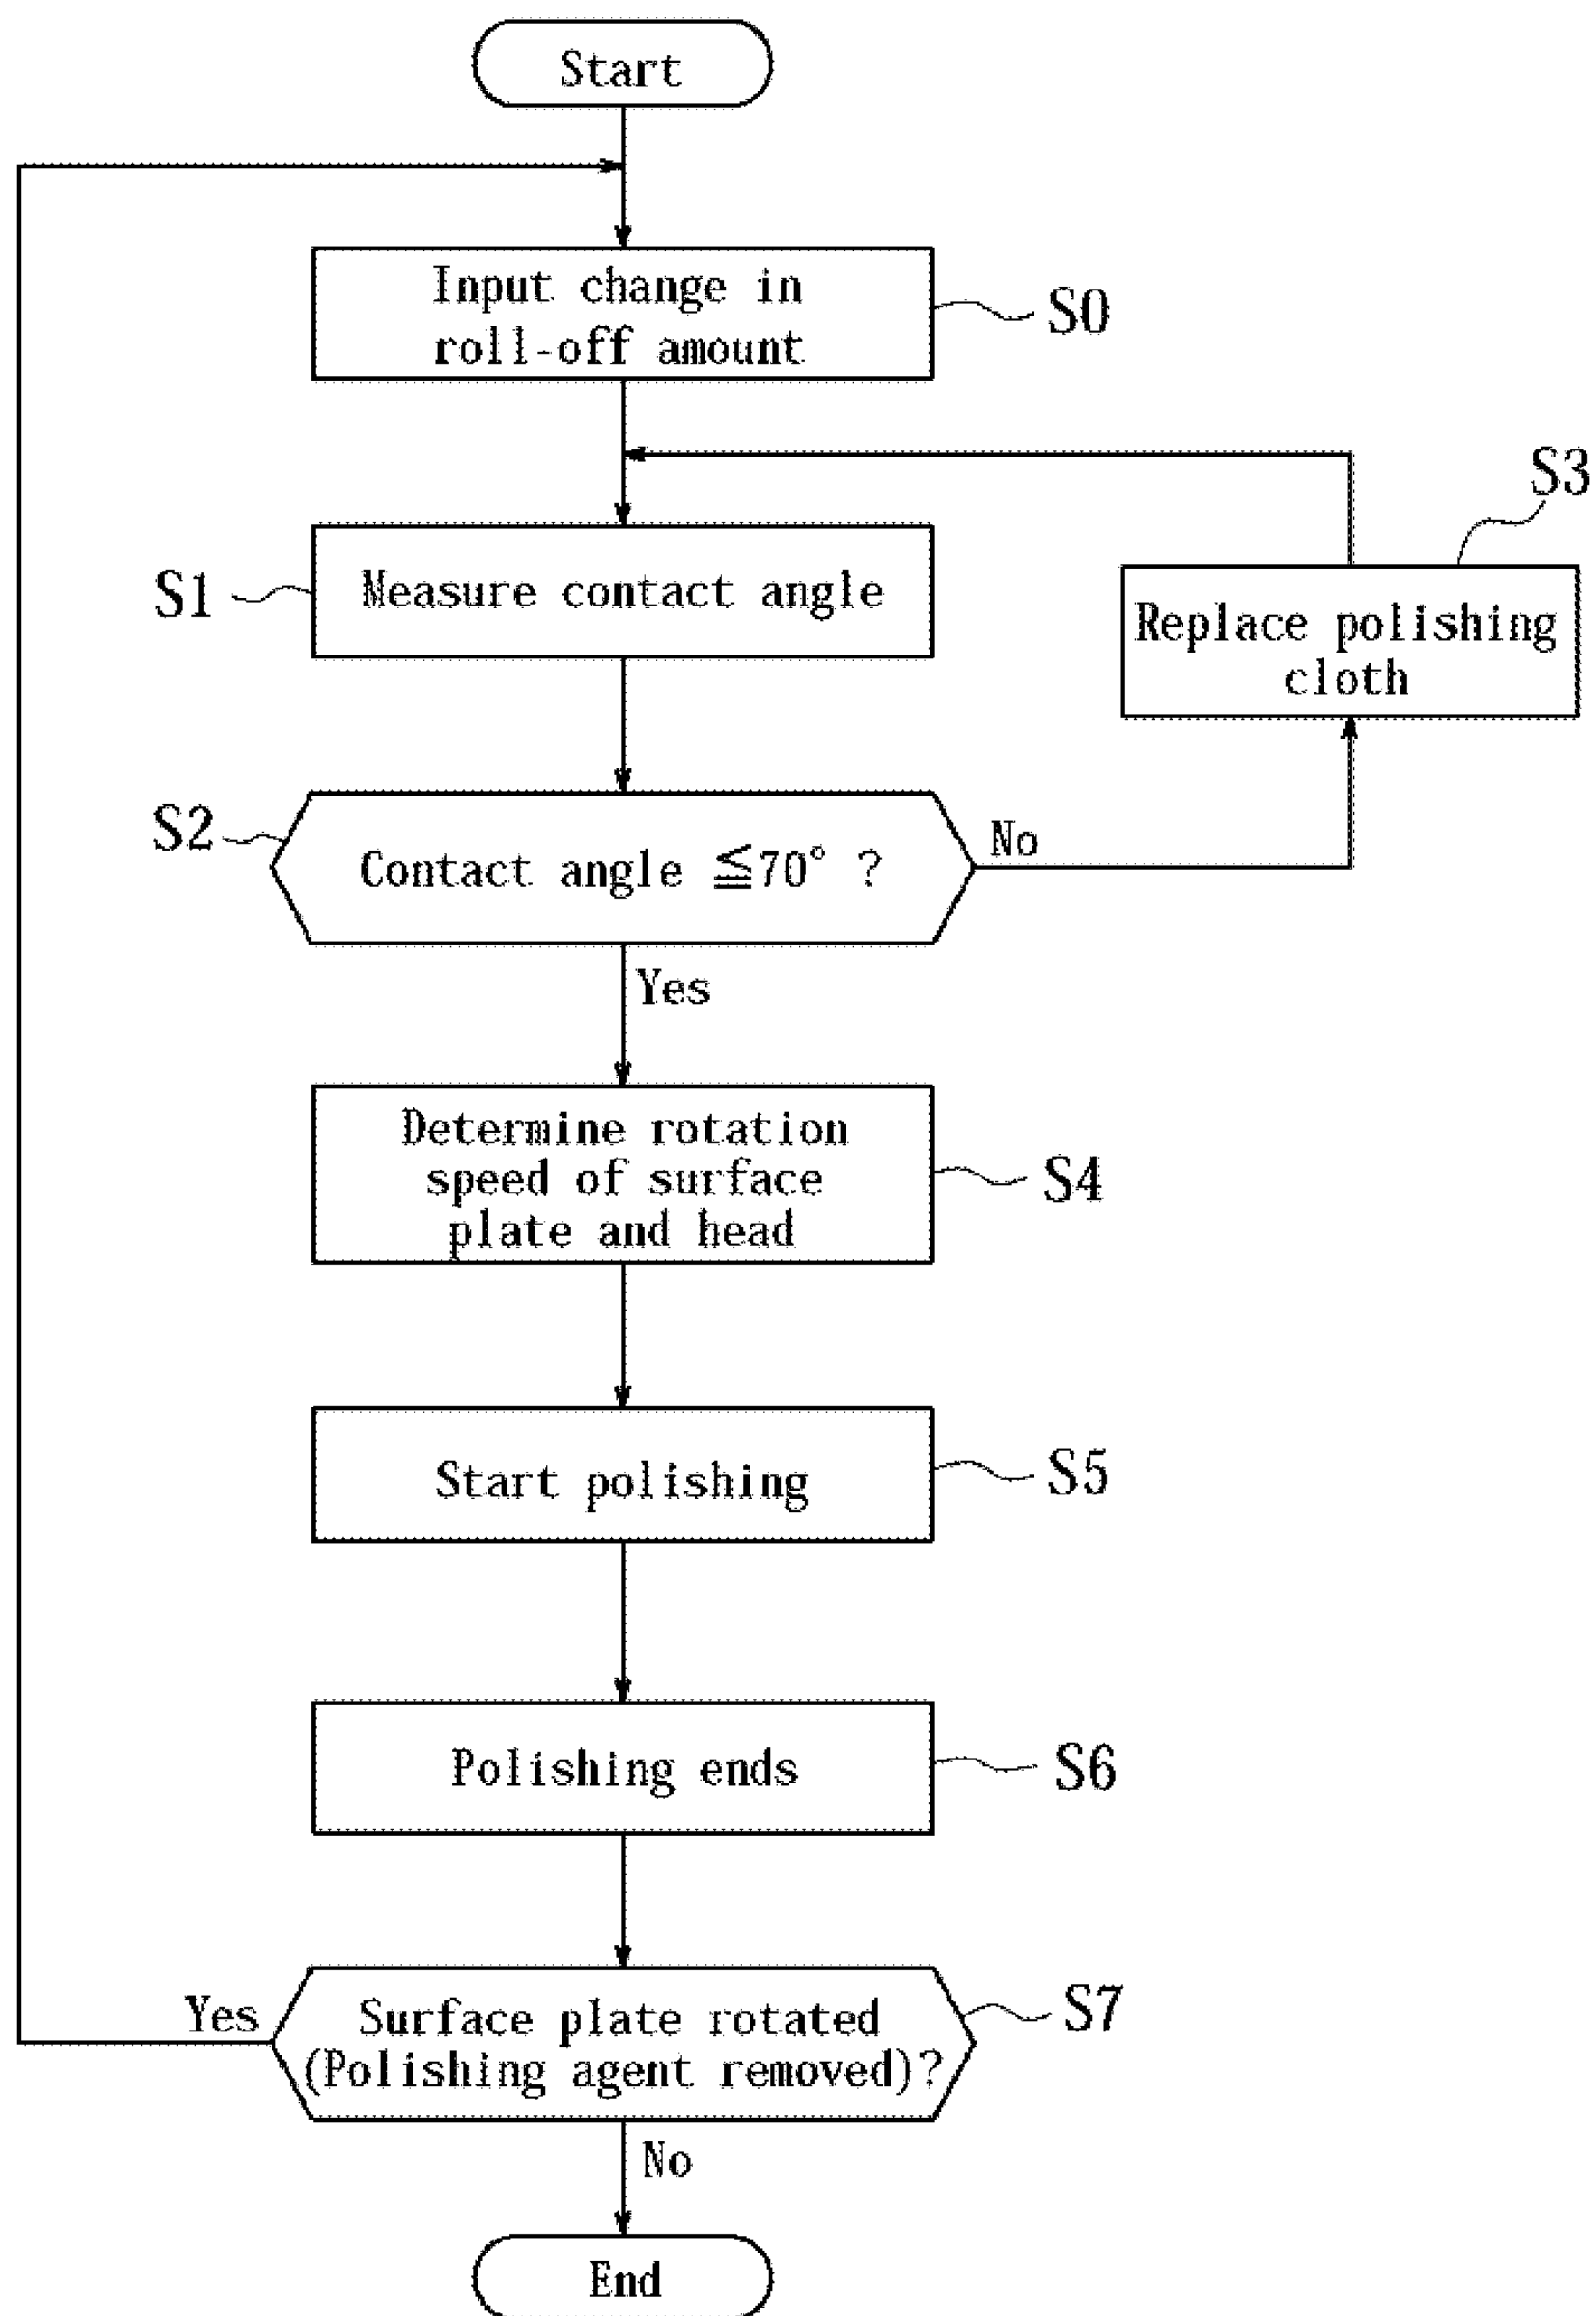 Start
Input change in
roll-off amount
S0
S3
Measure contact angle
S1
Replace polishing
cloth
S2
Contact angle ≦70° ?
No
Yes
Determine rotation
speed of surface
plate and head
S4
Start polishing
S5
Polishing ends
S6
Yes
Surface plate rotated
(Polishing agent removed)?
S7
No
End